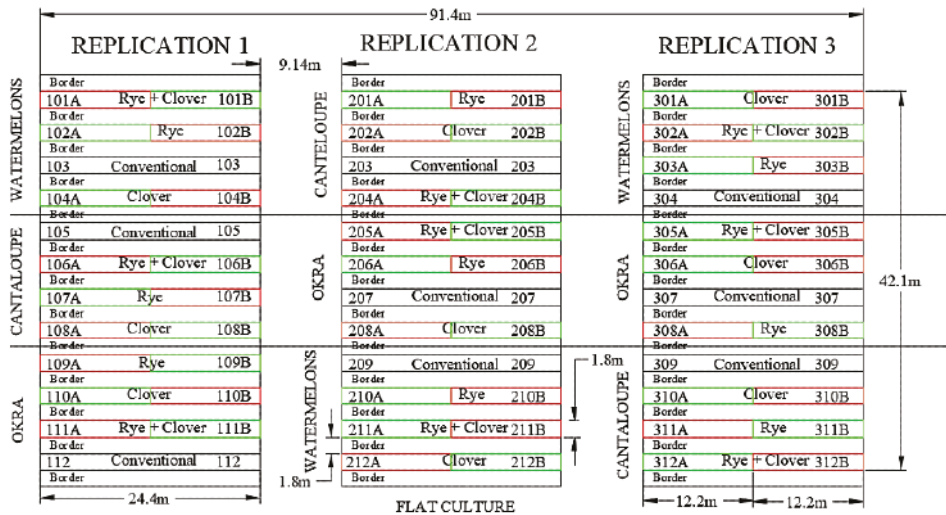 91.4m
REPLICATION 1
REPLICATION 2
REPLICATION 3
9.14m
WATERMELONS
Border
101A Rye + Clover 101B
Border
102A Rye 102B
Border
103 Conventional 103
Border
104A Clover 104B
Border
CANTALOUPE
105 Conventional 105
Border
106A Rye + Clover 106B
Border
107A Rye 107B
Border
108A Clover 108B
Border
OKRA
109A Rye 109B
Border
110A Clover 110B
Border
111A Rye + Clover 111B
Border
112 Conventional 112
Border
24.4m
CANTELOUPE
Border
201A Rye 201B
Border
202A Clover 202B
Border
203 Conventional 203
Border
204A Rye + Clover 204B
Border
OKRA
205A Rye + Clover 205B
Border
206A Rye 206B
Border
207 Conventional 207
Border
208A Clover 208B
Border
WATERMELONS
209 Conventional 209
Border
210A Rye 210B
Border
211A Rye + Clover 211B
Border
212A Clover 212B
Border
1.8m
1.8m
FLAT CULTURE
WATERMELONS
Border
301A Clover 301B
Border
302A Rye + Clover 302B
Border
303A Rye 303B
Border
304 Conventional 304
Border
OKRA
305A Rye + Clover 305B
Border
306A Clover 306B
Border
307 Conventional 307
Border
308A Rye 308B
Border
CANTALOUPE
309 Conventional 309
Border
310A Clover 310B
Border
311A Rye 311B
Border
312A Rye + Clover 312B
Border
42.1m
12.2m
12.2m